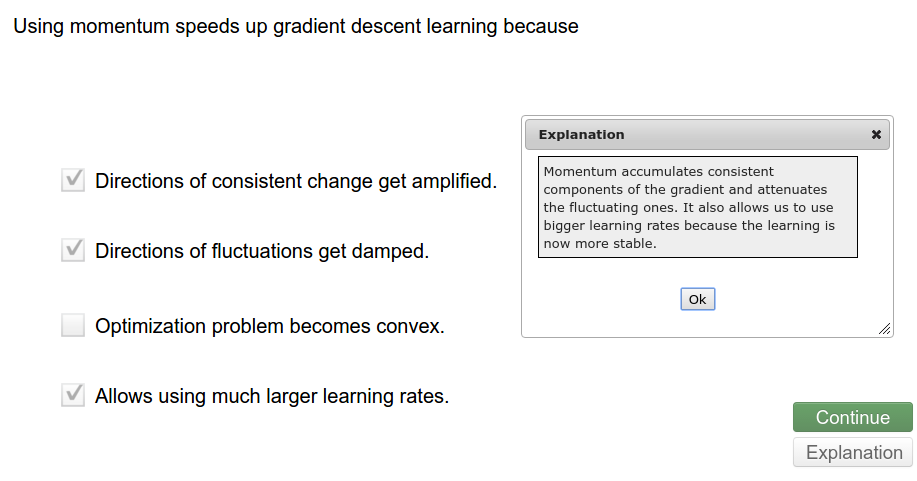 Using momentum speeds up gradient descent learning because
Directions of consistent change get amplified.
Directions of fluctuations get damped.
Optimization problem becomes convex.
Allows using much larger learning rates.
Explanation
Momentum accumulates consistent
components of the gradient and attenuates
the fluctuating ones. It also allows us to use
bigger learning rates because the learning is
now more stable.
Ok
Continue
Explanation